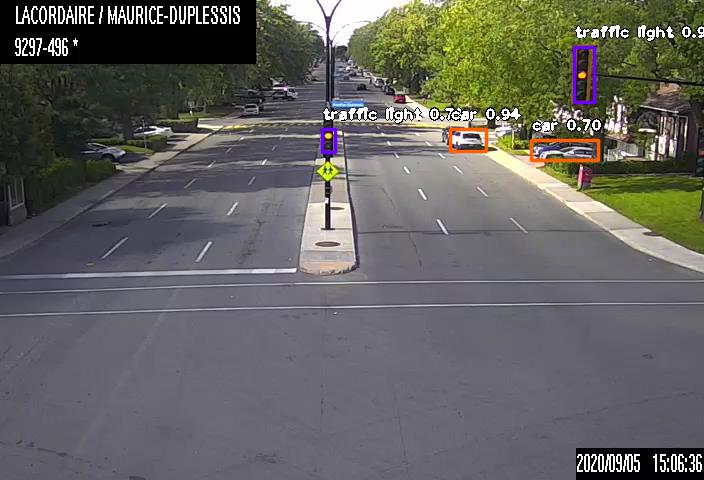 LACORDAIRE / MAURICE-DUPLESSIS
9297-496 *
traffic light 0.9
traffic light 0.7
car 0.94
car 0.70
2020/09/05 15:06:36